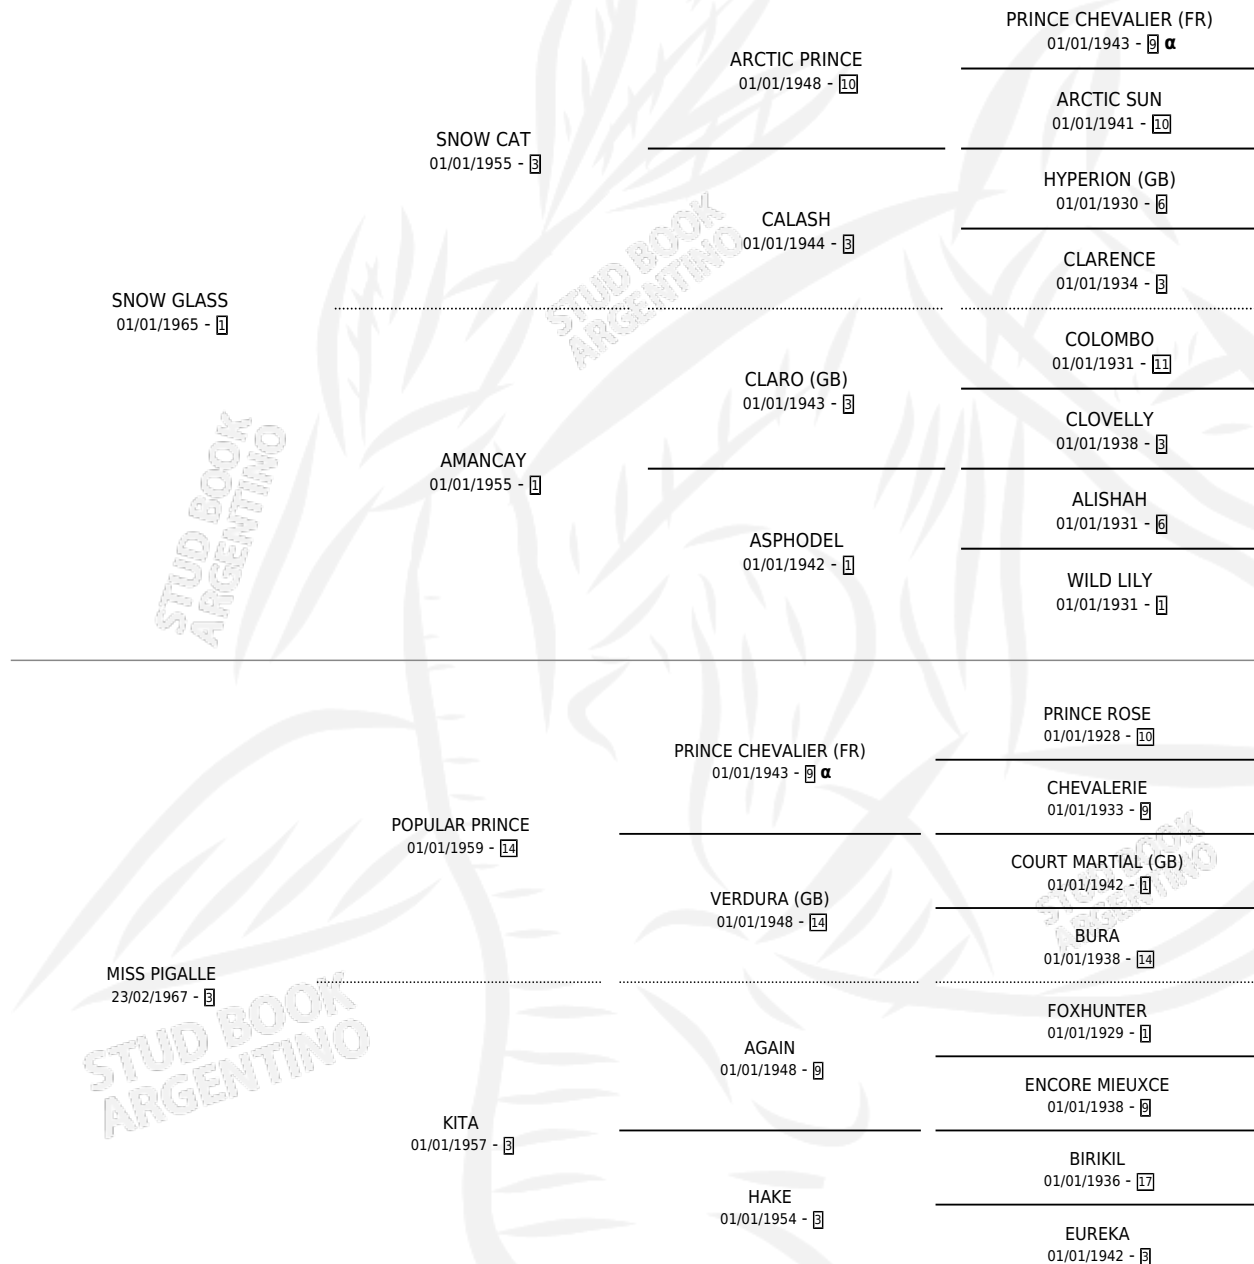 PRINCE CHEVALIER (FR)
01/01/1943 - 9 α
ARCTIC PRINCE
01/01/1948 - 10
ARCTIC SUN
01/01/1941 - 10
SNOW CAT
01/01/1955 - 3
HYPERION (GB)
01/01/1930 - 6
CALASH
01/01/1944 - 3
CLARENCE
01/01/1934 - 3
SNOW GLASS
01/01/1965 - 1
COLOMBO
01/01/1931 - 11
CLARO (GB)
01/01/1943 - 3
CLOVELLY
01/01/1938 - 3
AMANCAY
01/01/1955 - 1
ALISHAH
01/01/1931 - 6
ASPHODEL
01/01/1942 - 1
WILD LILY
01/01/1931 - 1
PRINCE ROSE
01/01/1928 - 10
PRINCE CHEVALIER (FR)
01/01/1943 - 9 α
CHEVALERIE
01/01/1933 - 9
POPULAR PRINCE
01/01/1959 - 14
COURT MARTIAL (GB)
01/01/1942 - 1
VERDURA (GB)
01/01/1948 - 14
BURA
01/01/1938 - 14
MISS PIGALLE
23/02/1967 - 3
FOXHUNTER
01/01/1929 - 1
AGAIN
01/01/1948 - 9
ENCORE MIEUXCE
01/01/1938 - 9
KITA
01/01/1957 - 3
BIRIKIL
01/01/1936 - 17
HAKE
01/01/1954 - 3
EUREKA
01/01/1942 - 3
STUD BOOK
ARGENTINO
STUD BOOK
ARGENTINO
STUD BOOK
ARGENTINO
STUD BOOK
ARGENTINO